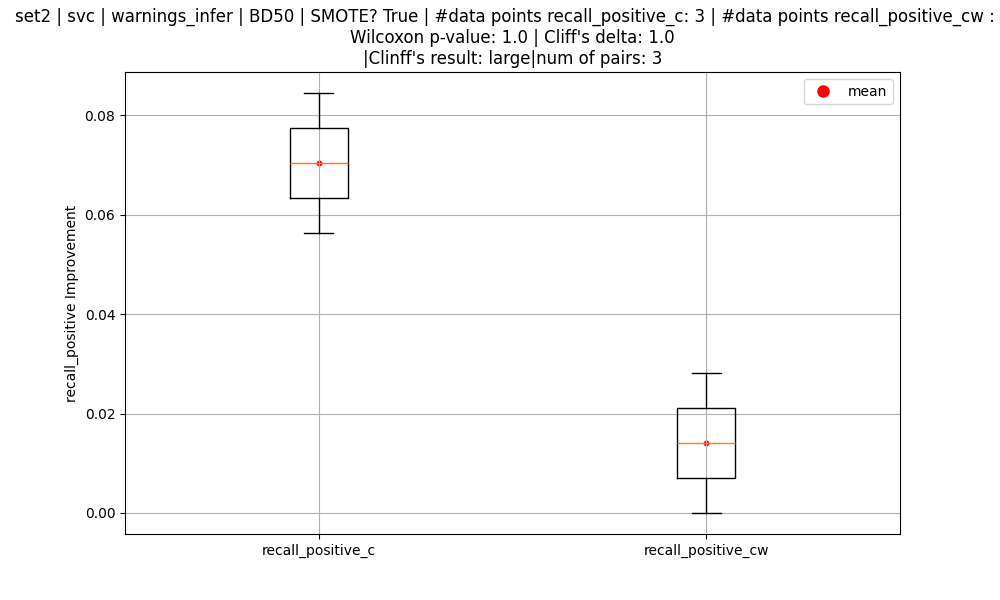 set2 | svc | warnings_infer | BD50 | SMOTE? True | #data points recall_positive_c: 3 | #data points recall_positive_cw :
Wilcoxon p-value: 1.0 | Cliff's delta: 1.0
|Clinff's result: large|num of pairs: 3
mean
0.08
0.06
0.04
0.02
0.00
recall_positive Improvement
recall_positive_c
recall_positive_cw